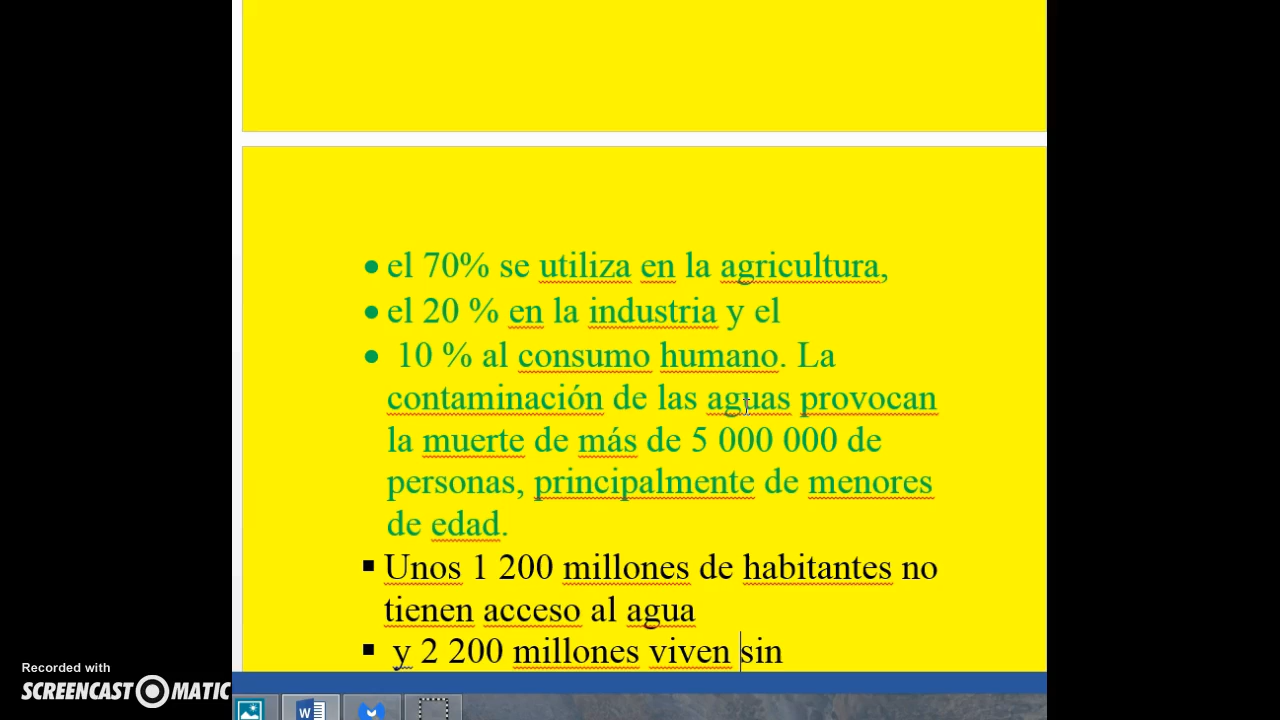 • el 70% se utiliza en la agricultura,
• el 20 % en la industria y el
• 10 % al consumo humano. La
contaminación de las aguas provocan
la muerte de más de 5 000 000 de
personas, principalmente de menores
de edad.
▪ Unos 1 200 millones de habitantes no
tienen acceso al agua
▪ y 2 200 millones viven sin
Recorded with
SCREENCAST MATIC